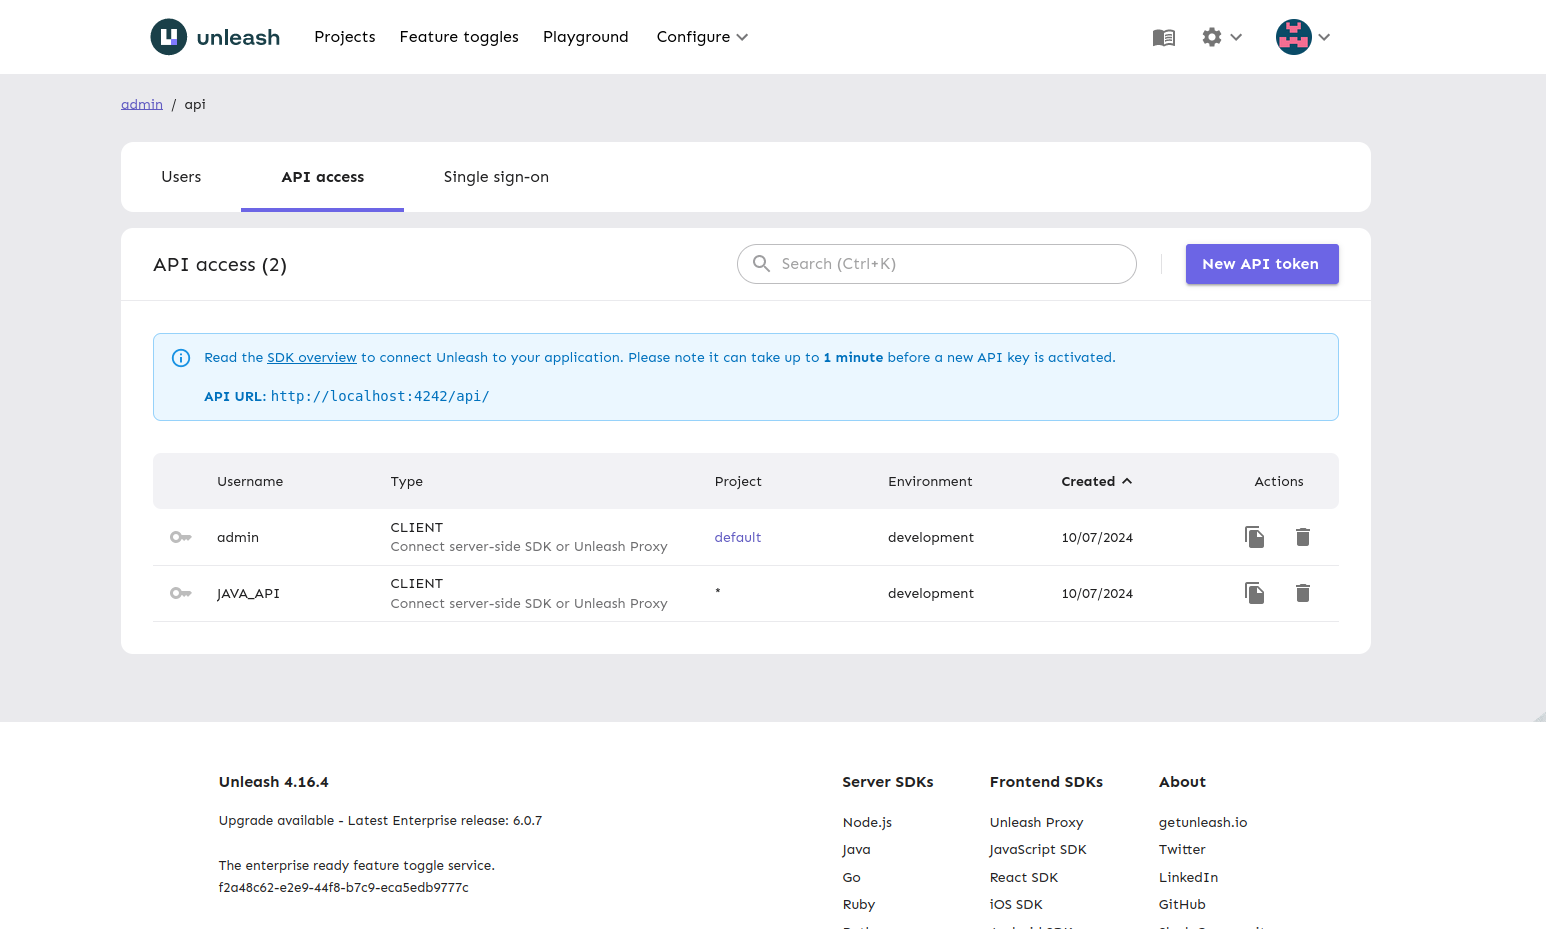 unleash Projects Feature toggles Playground Configure
admin / api
Users API access Single sign-on
API access (2) Search (Ctrl+K) New API token
Read the SDK overview to connect Unleash to your application. Please note it can take up to 1 minute before a new API key is activated.
API URL: http://localhost:4242/api/
Username Type Project Environment Created Actions
admin CLIENT default development 10/07/2024
Connect server-side SDK or Unleash Proxy
JAVA_API CLIENT * development 10/07/2024
Connect server-side SDK or Unleash Proxy
Unleash 4.16.4
Upgrade available - Latest Enterprise release: 6.0.7
The enterprise ready feature toggle service.
f2a48c62-e2e9-44f8-b7c9-eca5edb9777c
Server SDKs
Node.js
Java
Go
Ruby
Frontend SDKs
Unleash Proxy
JavaScript SDK
React SDK
iOS SDK
About
getunleash.io
Twitter
LinkedIn
GitHub